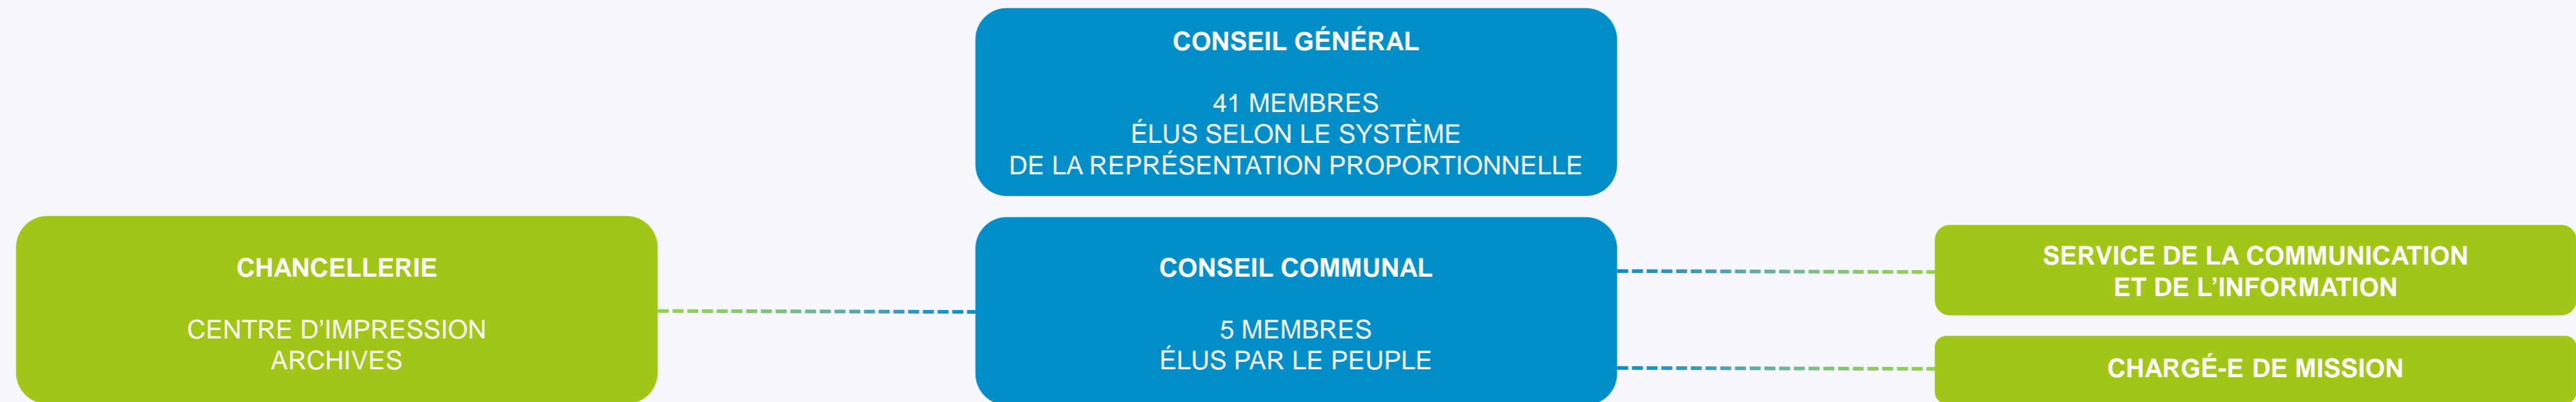 CONSEIL GÉNÉRAL
41 MEMBRES
ÉLUS SELON LE SYSTÈME
DE LA REPRÉSENTATION PROPORTIONNELLE
CHANCELLERIE
CENTRE D’IMPRESSION
ARCHIVES
CONSEIL COMMUNAL
5 MEMBRES
ÉLUS PAR LE PEUPLE
SERVICE DE LA COMMUNICATION
ET DE L’INFORMATION
CHARGÉ-E DE MISSION